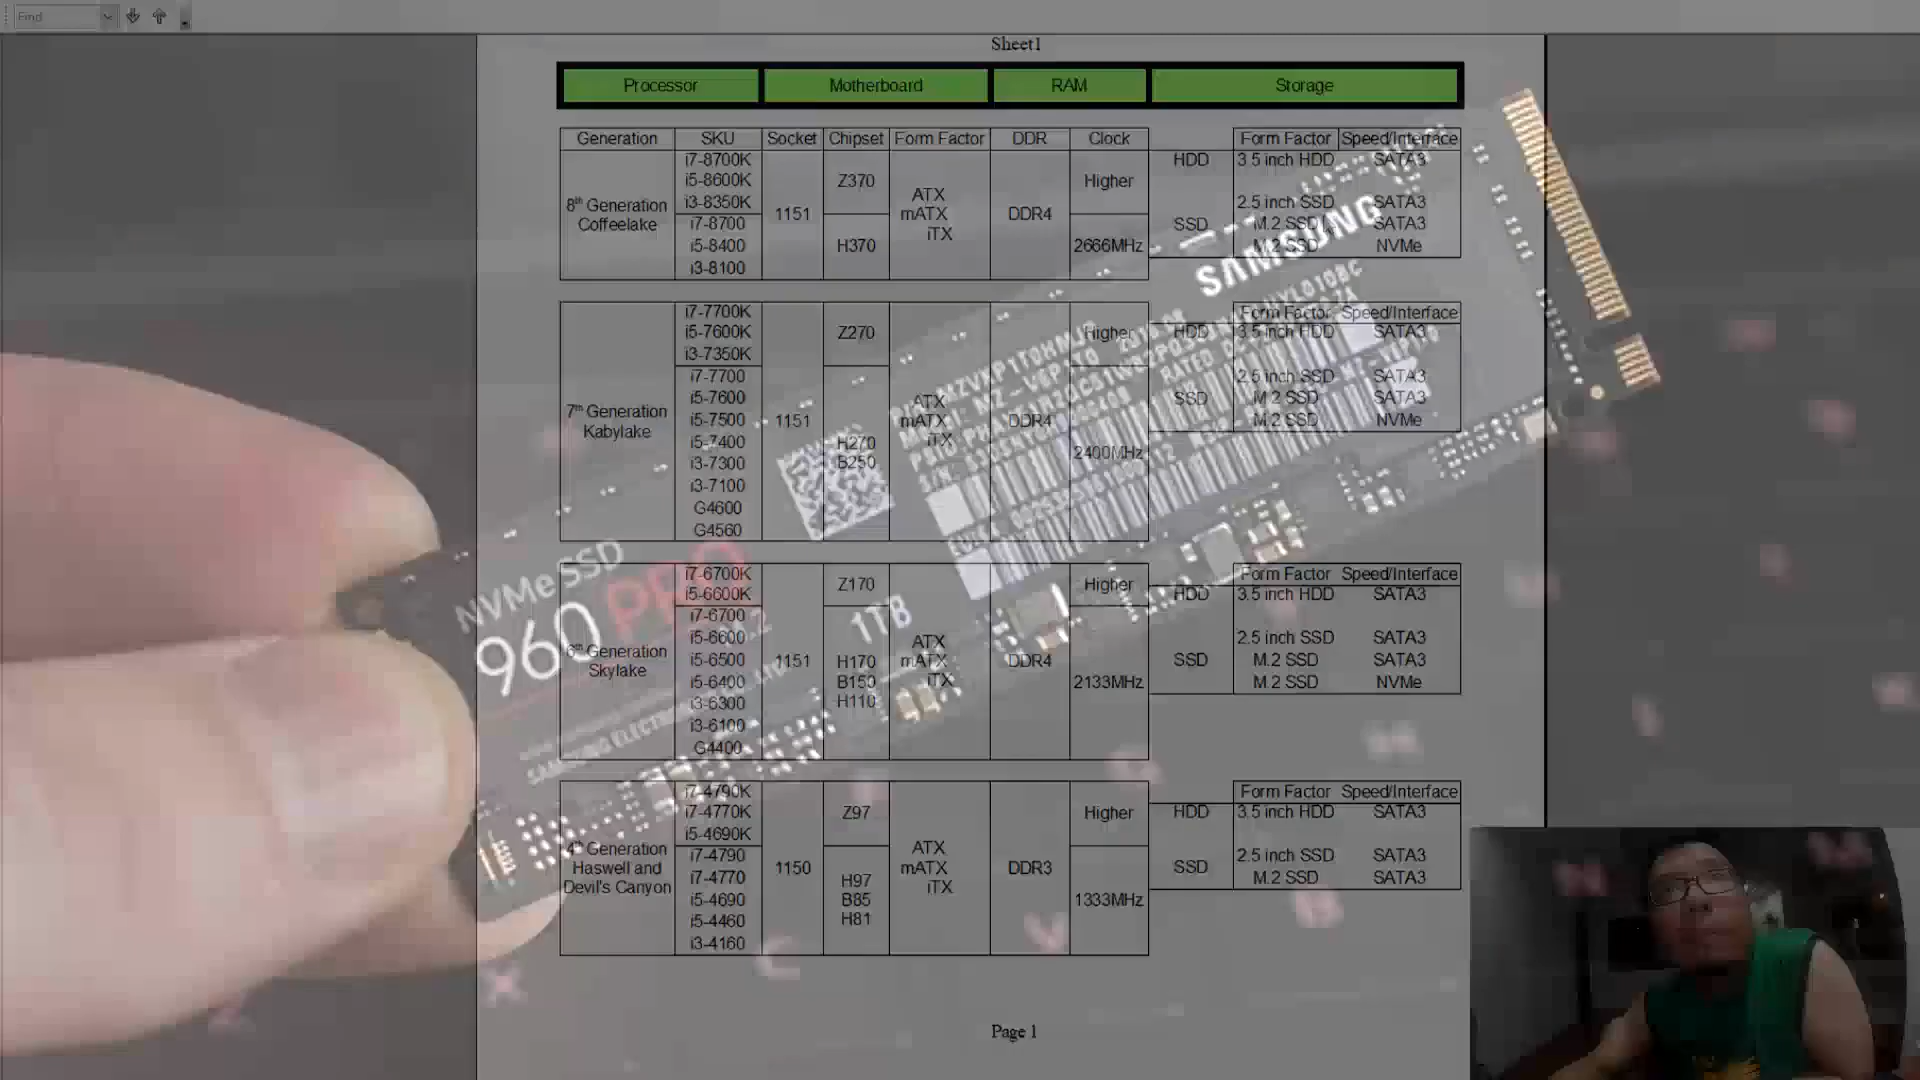 Find
Sheet1
Processor Motherboard RAM Storage
Generation SKU Socket Chipset Form Factor DDR Clock Form Factor Speed/Interface
8th Generation Coffeelake
i7-8700K
i5-8600K
i3-8350K
i7-8700
i5-8400
i3-8100
1151
Z370
H370
ATX
mATX
iTX
DDR4
Higher
2666MHz
HDD 3.5 inch HDD SATA3
2.5 inch SSD SATA3
SSD M.2 SSD SATA3
M.2 SSD NVMe
7th Generation
Kabylake
i7-7700K
i5-7600K
i3-7350K
i7-7700
i5-7600
i5-7500
i5-7400
i3-7300
i3-7100
G4600
G4560
1151
Z270
H270
B250
ATX
mATX
iTX
DDR4
Higher
2400MHz
Form Factor Speed/Interface
HDD 3.5 inch HDD SATA3
2.5 inch SSD SATA3
SSD M.2 SSD SATA3
M.2 SSD NVMe
6th Generation
Skylake
i7-6700K
i5-6600K
i7-6700
i5-6600
i5-6500
i5-6400
i3-6300
i3-6100
G4400
1151
Z170
H170
B150
H110
ATX
mATX
iTX
DDR4
Higher
2133MHz
Form Factor Speed/Interface
HDD 3.5 inch HDD SATA3
2.5 inch SSD SATA3
SSD M.2 SSD SATA3
M.2 SSD NVMe
4th Generation
Haswell and
Devil's Canyon
i7-4790K
i7-4770K
i5-4690K
i7-4790
i7-4770
i5-4690
i5-4460
i3-4160
1150
Z97
H97
B85
H81
ATX
mATX
iTX
DDR3
Higher
1333MHz
Form Factor Speed/Interface
HDD 3.5 inch HDD SATA3
2.5 inch SSD SATA3
SSD M.2 SSD SATA3
Page 1
SAMSUNG
NVMe SSD
960 PRO
1TB